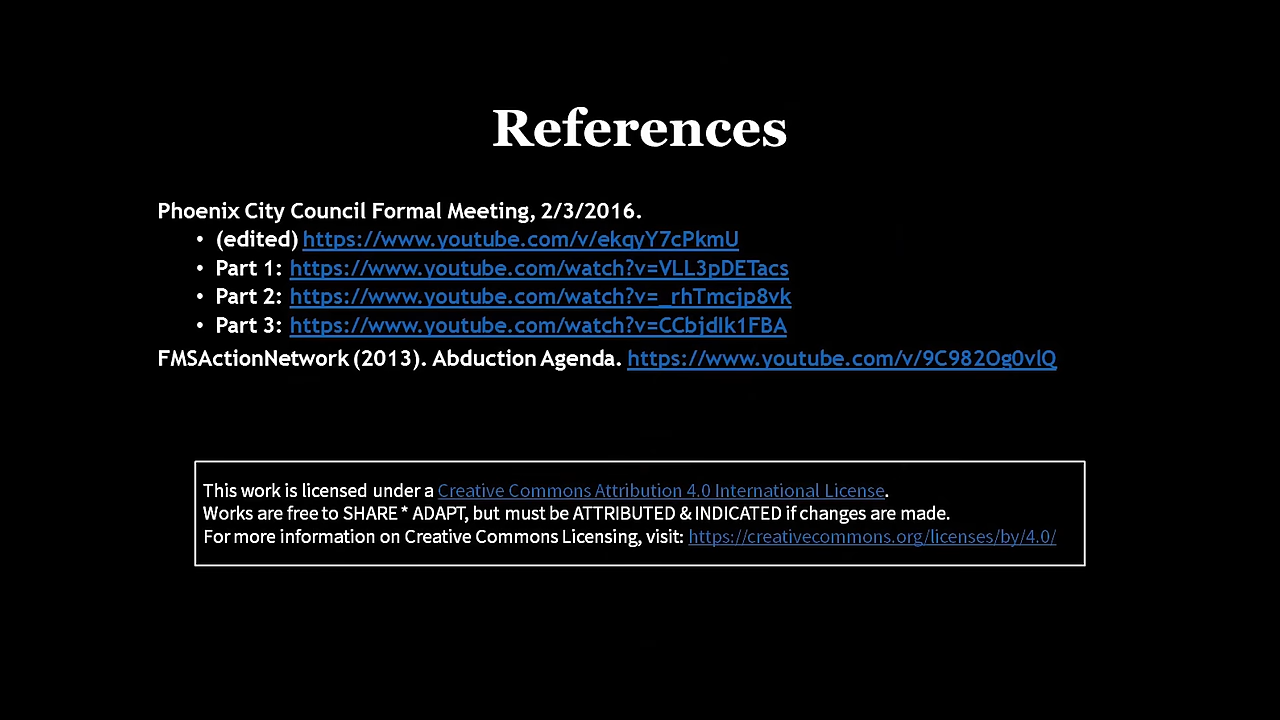 References
Phoenix City Council Formal Meeting, 2/3/2016.
• (edited) https://www.youtube.com/v/ekqyY7cPkmU
• Part 1: https://www.youtube.com/watch?v=VLL3pDETacs
• Part 2: https://www.youtube.com/watch?v=_rhTmcjp8vk
• Part 3: https://www.youtube.com/watch?v=CCbjdIk1FBA
FMSActionNetwork (2013). Abduction Agenda. https://www.youtube.com/v/9C982Og0vlQ
This work is licensed under a Creative Commons Attribution 4.0 International License.
Works are free to SHARE * ADAPT, but must be ATTRIBUTED & INDICATED if changes are made.
For more information on Creative Commons Licensing, visit: https://creativecommons.org/licenses/by/4.0/